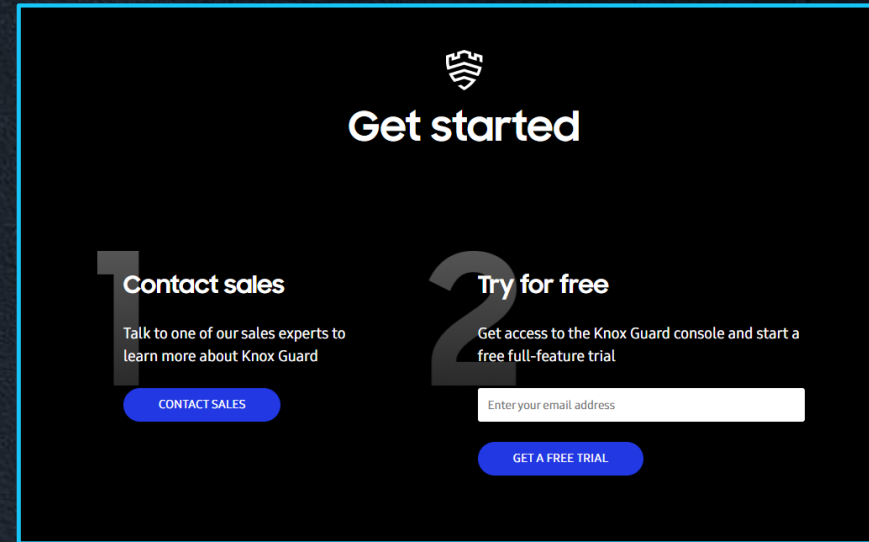 Get started
1
Contact sales
Talk to one of our sales experts to
learn more about Knox Guard
CONTACT SALES
2
Try for free
Get access to the Knox Guard console and start a
free full-feature trial
Enter your email address
GET A FREE TRIAL